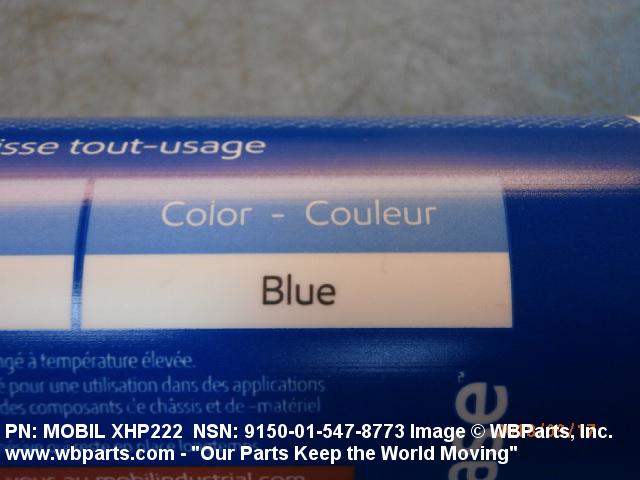 isse tout-usage
Color - Couleur
Blue
ngé à température élevée.
é pour une utilisation dans des applications
des composants de châssis et de -matériel
PN: MOBIL XHP222 NSN: 9150-01-547-8773 Image © WBParts, Inc.
www.wbparts.com - "Our Parts Keep the World Moving"